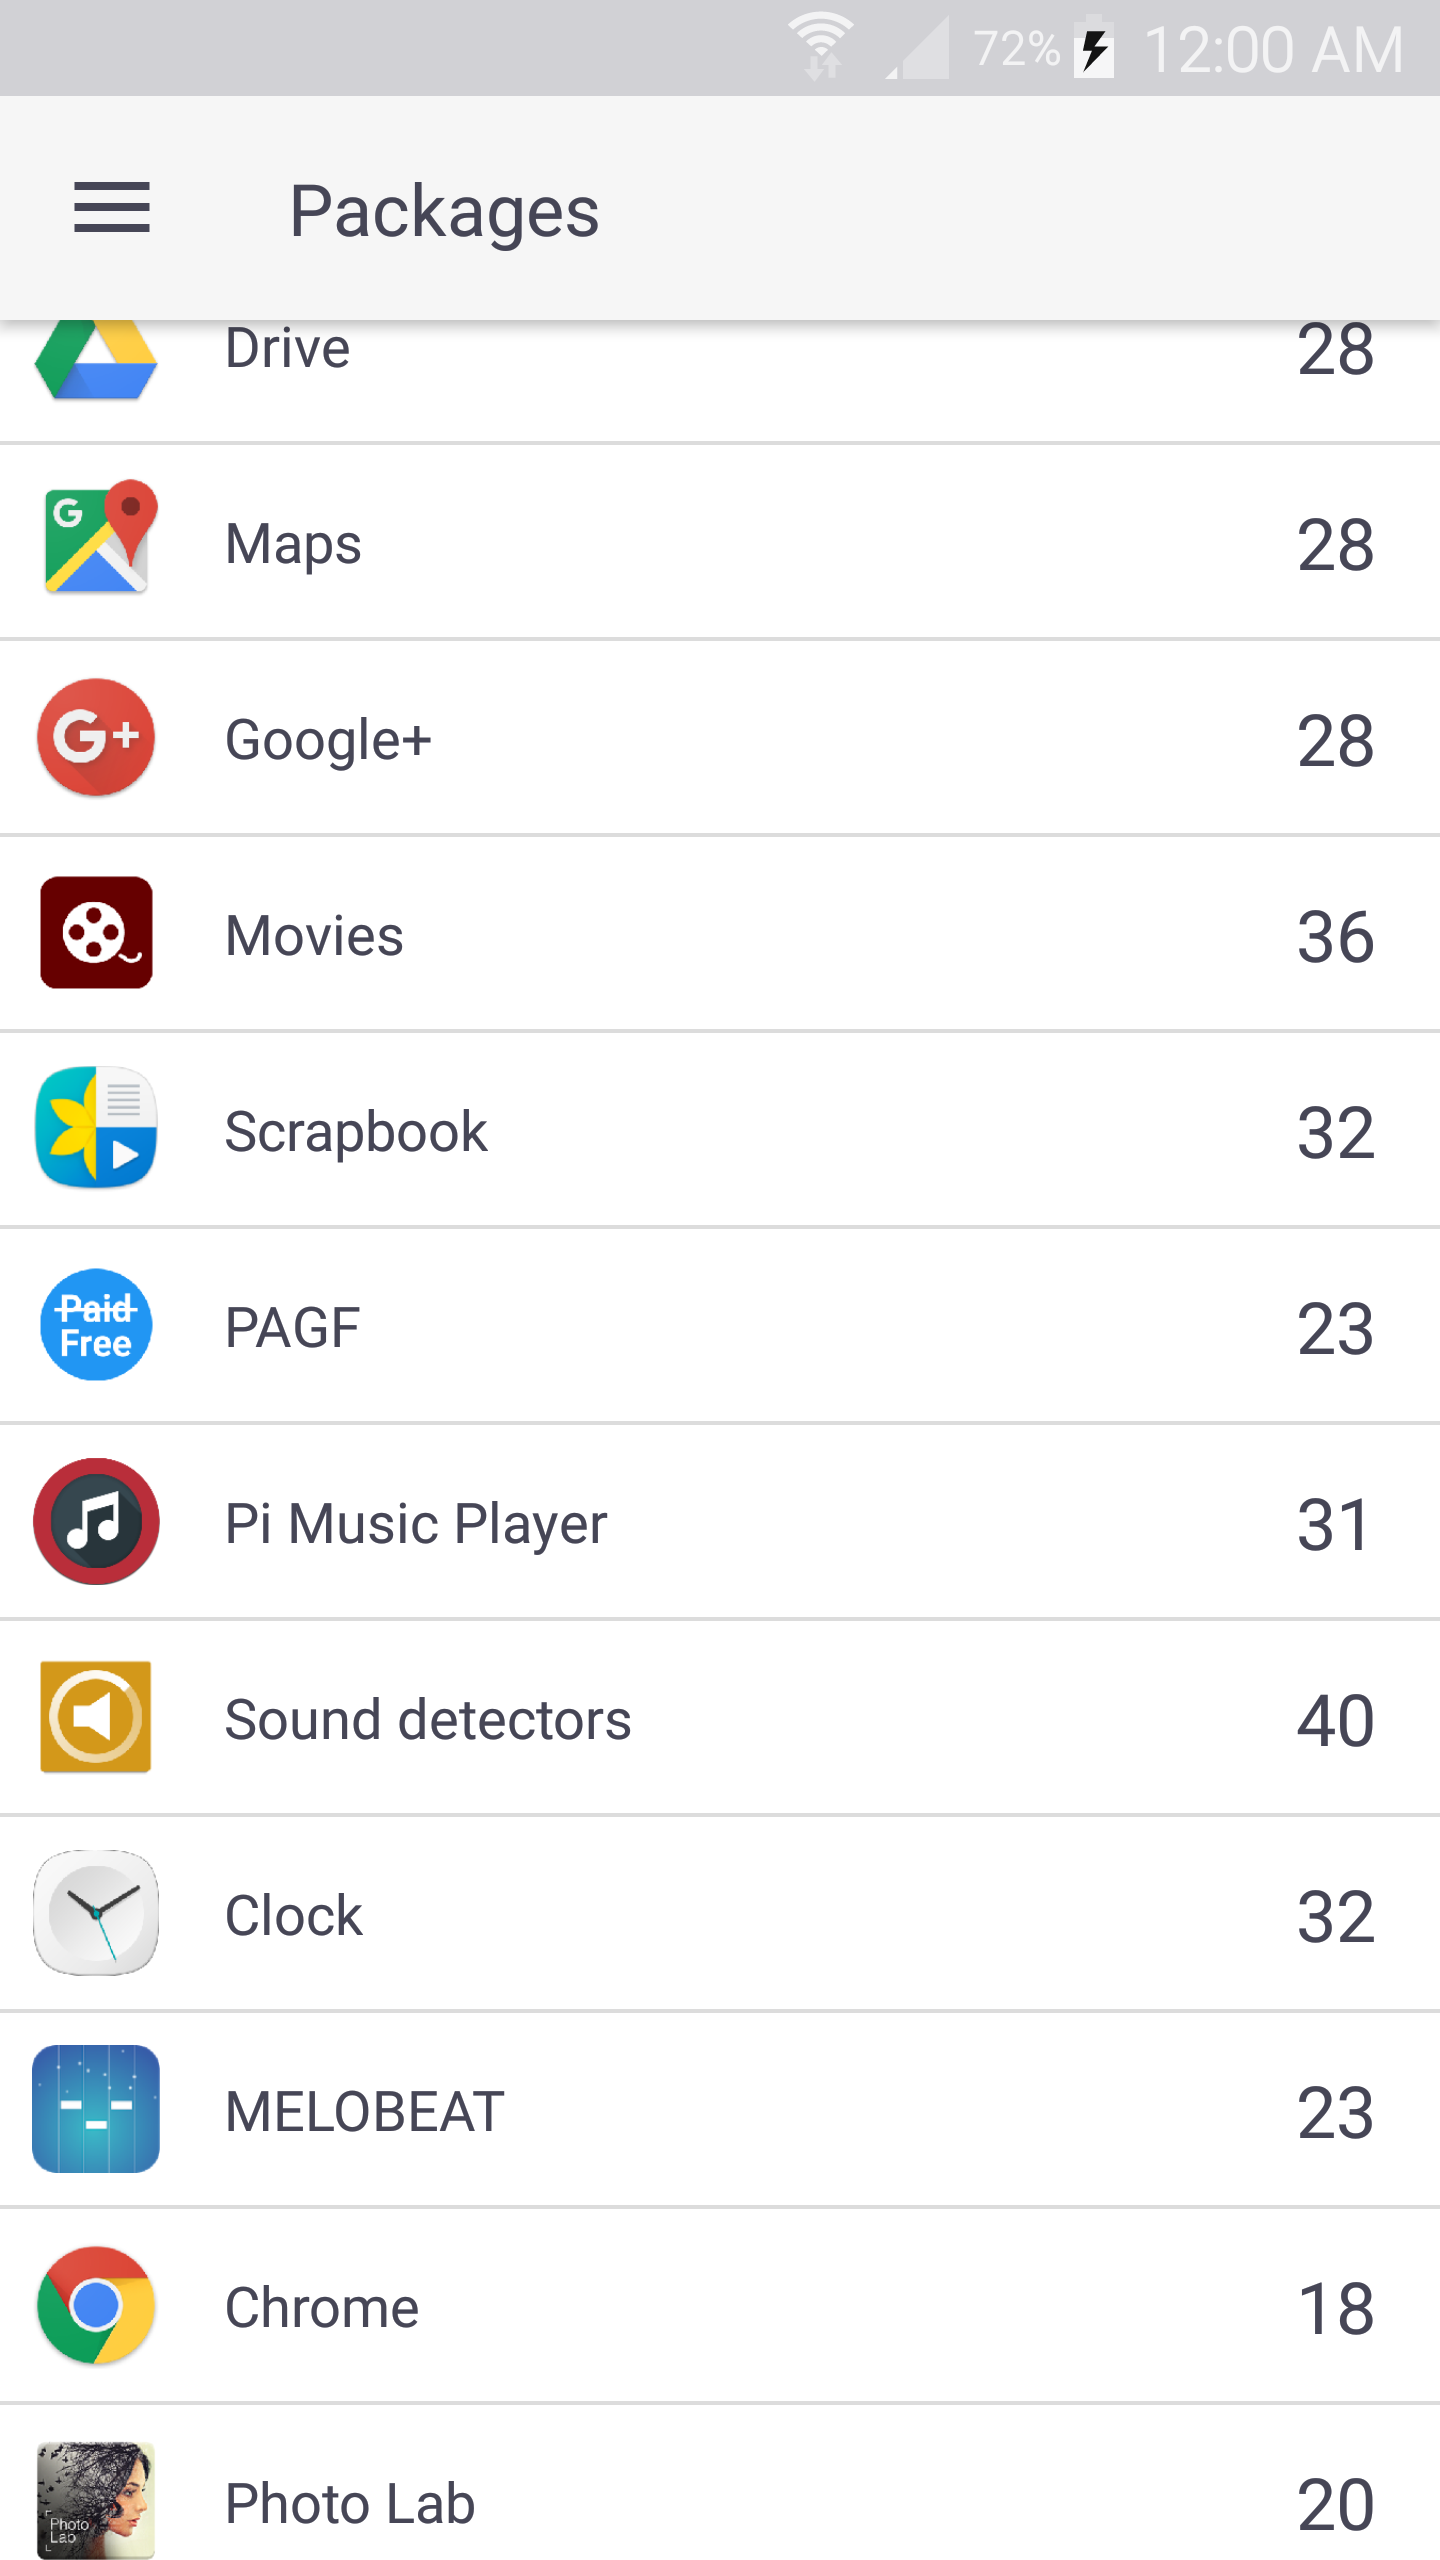 72% 12:00 AM
Packages
Drive 28
G
Maps 28
G+
Google+ 28
Movies 36
Scrapbook 32
Paid
Free
PAGF 23
Pi Music Player 31
Sound detectors 40
Clock 32
MELOBEAT 23
Chrome 18
Photo
Lab
Photo Lab 20